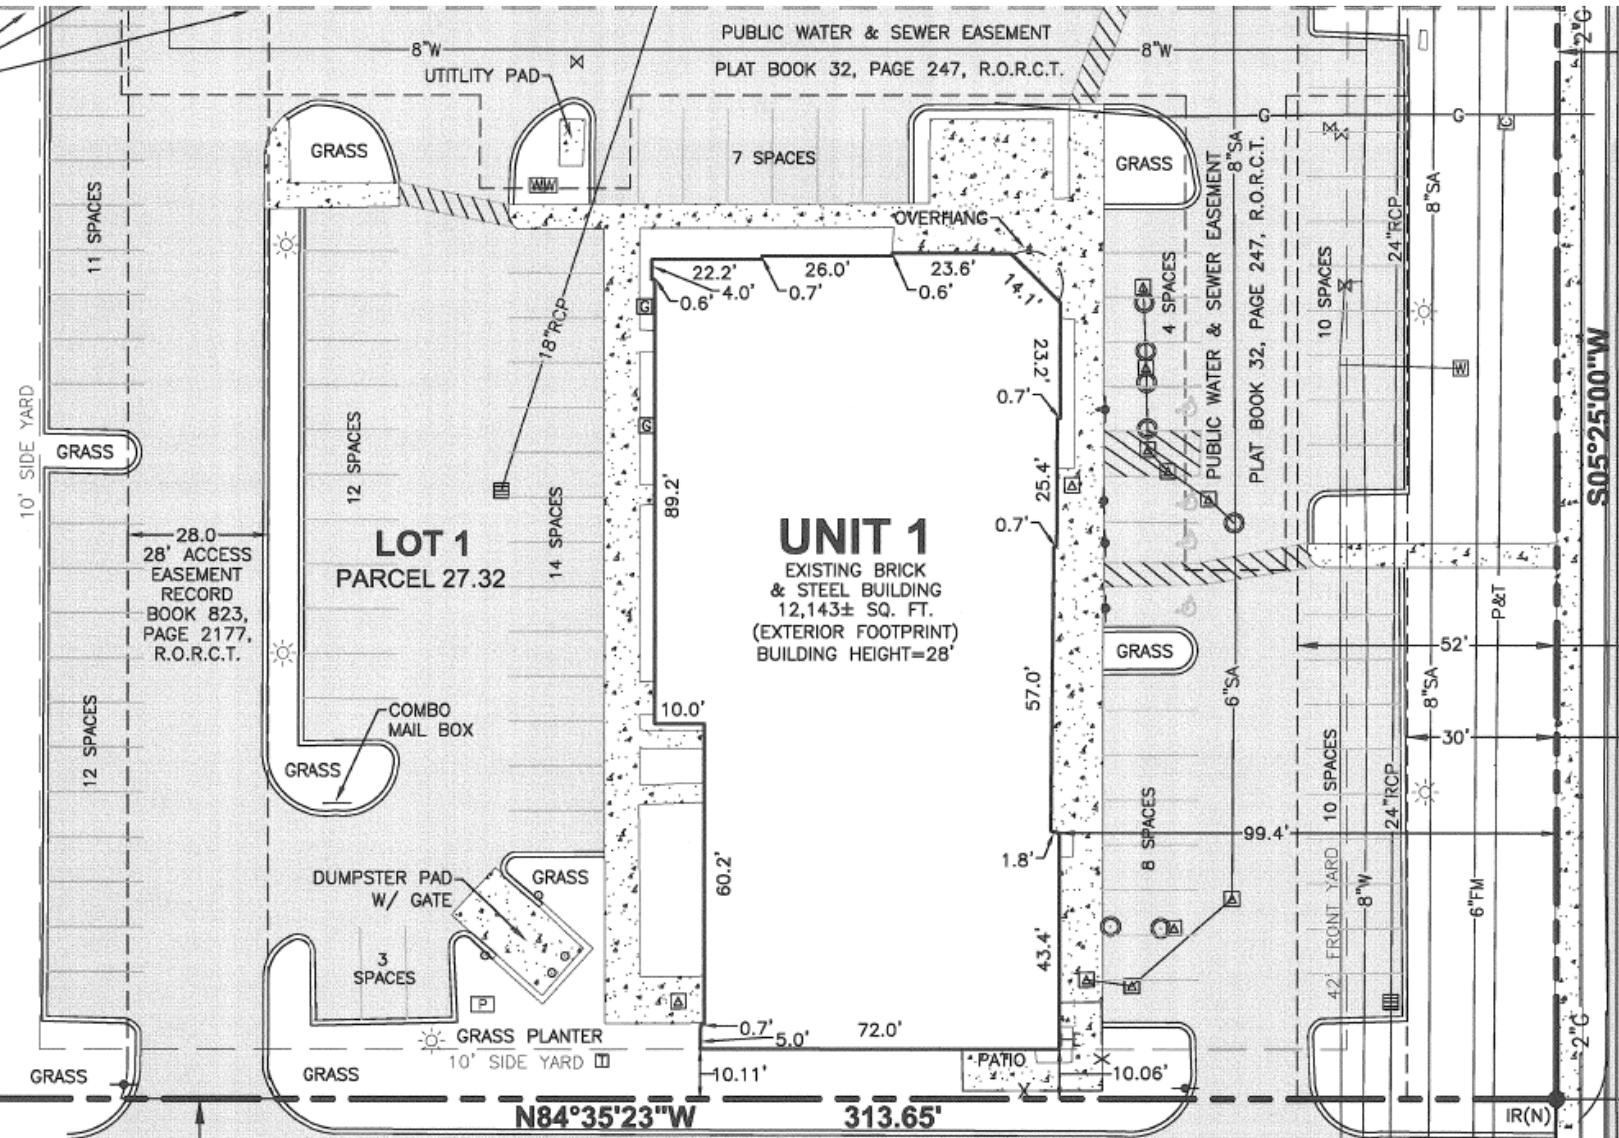 PUBLIC WATER & SEWER EASEMENT
PLAT BOOK 32, PAGE 247, R.O.R.C.T.
8"W
8"W
2"G
UTITLITY PAD
GRASS
WW
7 SPACES
GRASS
G
G
C
8"SA
8"SA
24"RCP
11 SPACES
OVERHANG
PUBLIC WATER & SEWER EASEMENT
PLAT BOOK 32, PAGE 247, R.O.R.C.T.
4 SPACES
10 SPACES
22.2'
26.0'
23.6'
14.1'
4.0'
0.6'
0.7'
0.6'
G
18"RCP
23.2'
0.7'
W
S05°25'00"W
10' SIDE YARD
GRASS
12 SPACES
G
89.2'
25.4'
0.7'
14 SPACES
28.0
28' ACCESS
EASEMENT
RECORD
BOOK 823,
PAGE 2177,
R.O.R.C.T.
LOT 1
PARCEL 27.32
UNIT 1
EXISTING BRICK
& STEEL BUILDING
12,143± SQ. FT.
(EXTERIOR FOOTPRINT)
BUILDING HEIGHT=28'
P&T
GRASS
52'
57.0'
6"SA
8"SA
10.0'
COMBO
MAIL BOX
30'
12 SPACES
GRASS
10 SPACES
24"RCP
8 SPACES
99.4'
1.8'
60.2'
DUMPSTER PAD
W/ GATE
GRASS
8"W
6"FM
42' FRONT YARD
43.4'
3
SPACES
P
0.7'
5.0'
72.0'
GRASS PLANTER
10' SIDE YARD
T
2"G
GRASS
GRASS
PATIO
10.11'
10.06'
N84°35'23"W
313.65'
IR(N)